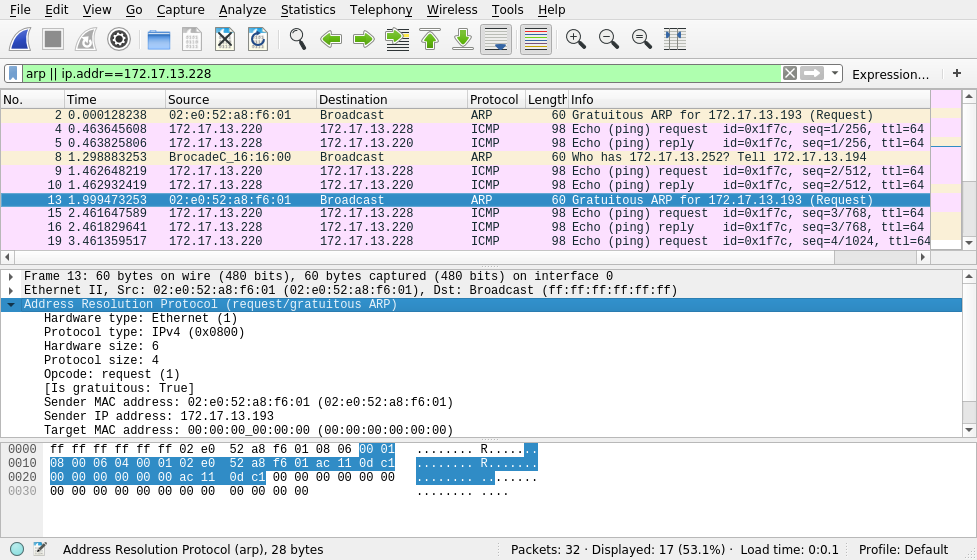 File Edit View Go Capture Analyze Statistics Telephony Wireless Tools Help
arp || ip.addr==172.17.13.228 Expression… +
No. Time Source Destination Protocol Length Info
2 0.000128238 02:e0:52:a8:f6:01 Broadcast ARP 60 Gratuitous ARP for 172.17.13.193 (Request)
4 0.463645608 172.17.13.220 172.17.13.228 ICMP 98 Echo (ping) request id=0x1f7c, seq=1/256, ttl=64
5 0.463825806 172.17.13.220 172.17.13.228 ICMP 98 Echo (ping) reply id=0x1f7c, seq=1/256, ttl=64
8 1.298883253 BrocadeC_16:16:00 Broadcast ARP 60 Who has 172.17.13.252? Tell 172.17.13.194
9 1.462648219 172.17.13.220 172.17.13.228 ICMP 98 Echo (ping) request id=0x1f7c, seq=2/512, ttl=64
10 1.462932419 172.17.13.220 172.17.13.228 ICMP 98 Echo (ping) reply id=0x1f7c, seq=2/512, ttl=64
13 1.999473253 02:e0:52:a8:f6:01 Broadcast ARP 60 Gratuitous ARP for 172.17.13.193 (Request)
15 2.461647589 172.17.13.220 172.17.13.228 ICMP 98 Echo (ping) request id=0x1f7c, seq=3/768, ttl=64
16 2.461829641 172.17.13.220 172.17.13.228 ICMP 98 Echo (ping) reply id=0x1f7c, seq=3/768, ttl=64
19 3.461359517 172.17.13.220 172.17.13.228 ICMP 98 Echo (ping) request id=0x1f7c, seq=4/1024, ttl=64
Frame 13: 60 bytes on wire (480 bits), 60 bytes captured (480 bits) on interface 0
Ethernet II, Src: 02:e0:52:a8:f6:01 (02:e0:52:a8:f6:01), Dst: Broadcast (ff:ff:ff:ff:ff:ff)
Address Resolution Protocol (request/gratuitous ARP)
Hardware type: Ethernet (1)
Protocol type: IPv4 (0x0800)
Hardware size: 6
Protocol size: 4
Opcode: request (1)
[Is gratuitous: True]
Sender MAC address: 02:e0:52:a8:f6:01 (02:e0:52:a8:f6:01)
Sender IP address: 172.17.13.193
Target MAC address: 00:00:00_00:00:00 (00:00:00:00:00:00)
0000 ff ff ff ff ff ff 02 e0 52 a8 f6 01 08 06 00 01 ........ R.......
0010 08 00 06 04 00 01 02 e0 52 a8 f6 01 ac 11 0d c1 ........ R.......
0020 00 00 00 00 00 00 ac 11 0d c1 00 00 00 00 00 00 ........ ........
0030 00 00 00 00 00 00 00 00 00 00 00 00 ........ ....
Address Resolution Protocol (arp), 28 bytes Packets: 32 · Displayed: 17 (53.1%) · Load time: 0:0.1 Profile: Default